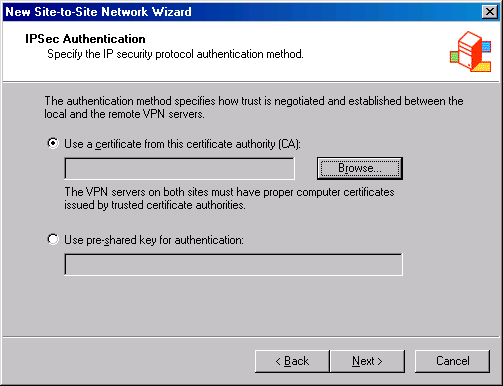 New Site-to-Site Network Wizard
IPSec Authentication
Specify the IP security protocol authentication method.
The authentication method specifies how trust is negotiated and established between the
local and the remote VPN servers.
Use a certificate from this certificate authority (CA):
Browse...
The VPN servers on both sites must have proper computer certificates
issued by trusted certificate authorities.
Use pre-shared key for authentication:
< Back
Next >
Cancel